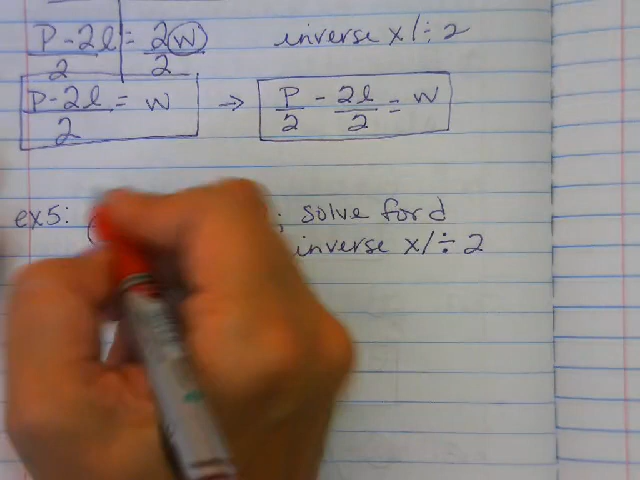 P - 2l = 2w inverse x/÷ 2
2 2
P - 2l = w → P - 2l = w
2 2 2
ex5: ; solve for d
inverse x/÷ 2